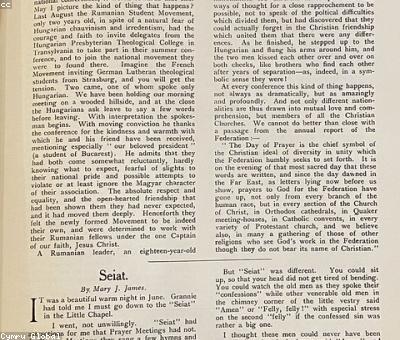 May I picture the kind of thing that happens?
Last August the Rumanian Student Movement,
only two years old, in spite of a natural fear of
Hungarian chauvinism and irredentism, had the
courage and faith to invite delegates from the
Hungarian Presbyterian Theological College in
Transylvania to take part in their summer con-
ference, and to join the national movement they
were to found there. Imagine the French
Movement inviting German Lutheran theological
students from Strasburg, and you will get the
tension. Two came, one of whom spoke only
Hungarian. We have been holding our morning
meeting on a wooded hillside, and at the close
the Hungarians ask leave to say a few words
before leaving. With interpretation the spokes-
man begins. With moving conviction he thanks
the conference for the kindness and warmth with
which he and his friend have been received,
mentioning especially "our beloved president"
(a student of Bucarest). He admits that they
had both come somewhat reluctantly, hardly
knowing what to expect, fearful of slights to
their national pride and possible attempts to
violate or at least ignore the Magyar character
of their association. The absolute respect and
equality, and the open-hearted friendship that
had been shown them they had never expected,
and it had moved them deeply. Henceforth they
felt the newly formed Movement to be indeed
their own, and were determined to work with
their Rumanian fellows under the one Captain
of our faith, Jesus Christ.
A Rumanian leader, an eighteen-year-old
ways of thought for a close rapprochement to be
possible, not to speak of the political difficulties
which divided them, but had discovered that they
could actually forget in the Christian friendship
which united them that there were any differ-
ences. As he finished, he stepped up to the
Hungarian and flung his arms around him, and
the two men kissed each other over and over on
both cheeks, like brothers who find each other
after years of separation—as, indeed, in a sym-
bolic sense they were!
At every conference this kind of thing happens,
not always as dramatically, but as amazingly
and profoundly. And not only different nation-
alities are thus drawn into mutual love and com-
prehension, but members of all the Christian
Churches. We cannot do better than close with
a passage from the annual report of the
Federation:—
"The Day of Prayer is the chief symbol of
the Christian ideal of diversity in unity which
the Federation humbly seeks to set forth. It is
on the evening of that most sacred day that these
words are written, and since the day dawned in
the Far East, as letters lying now before us
show, prayers to God for the Federation have
gone up, not only from every branch of the
human race, but in every section of the Church
of Christ, in Orthodox cathedrals, in Quaker
meeting-houses, in Catholic convents, in every
variety of Protestant church, and we believe
also, in many a gathering of those of other
religions who see God's work in the Federation
though they do not bear its name of Christian."
Seiat.
By Mary J. James.
IT was a beautiful warm night in June. Grannie
had told me I must go down to the "Seiat"
in the Little Chapel.
I went, not unwillingly. "Seiat" had
for me that Prayer Meetings had not.
they sang a few hymns and
But "Seiat" was different. You could sit
up, so that your head did not get tired of bending.
You could watch the old men as they spoke their
"confessions" while other venerable old men in
the chimney corner of the little vestry said
"Amen" or "Felly, felly!" with special stress
on the second "felly" if the confessed sin was
rather a big one.
I thought these men could never have been
Cymru Global